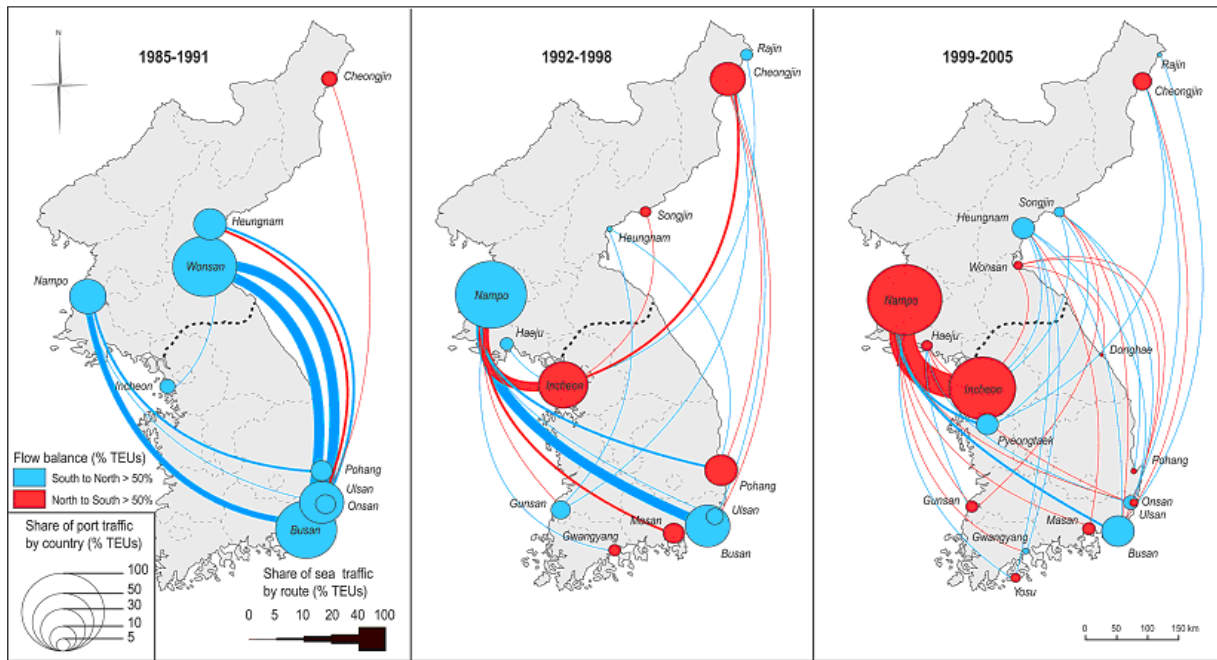 1985-1991
N
Cheongjin
Heungnam
Wonsan
Nampo
Incheon
Pohang
Ulsan
Onsan
Busan
Flow balance (% TEUs)
South to North > 50%
North to South > 50%
Share of port traffic
by country (% TEUs)
100
50
30
10
5
Share of sea traffic
by route (% TEUs)
0 5 10 20 40 100
1992-1998
Rajin
Cheongjin
Songjin
Heungnam
Nampo
Haeju
Incheon
Pohang
Gunsan
Ulsan
Masan
Gwangyang
Busan
1999-2005
Rajin
Cheongjin
Songjin
Heungnam
Wonsan
Nampo
Haeju
Donghae
Incheon
Pyeongtaek
Pohang
Gunsan
Onsan
Ulsan
Masan
Gwangyang
Busan
Yosu
0 50 100 150 km